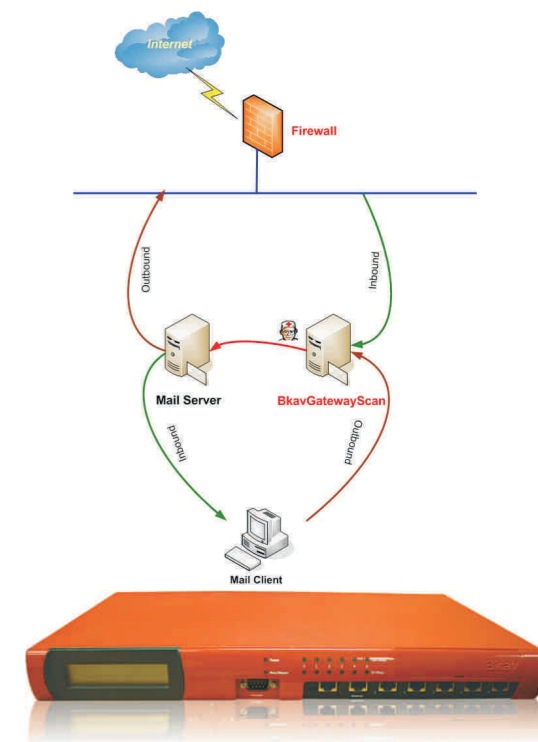 Internet
Firewall
Outbound
Inbound
Mail Server
BkavGatewayScan
Inbound
Outbound
Mail Client